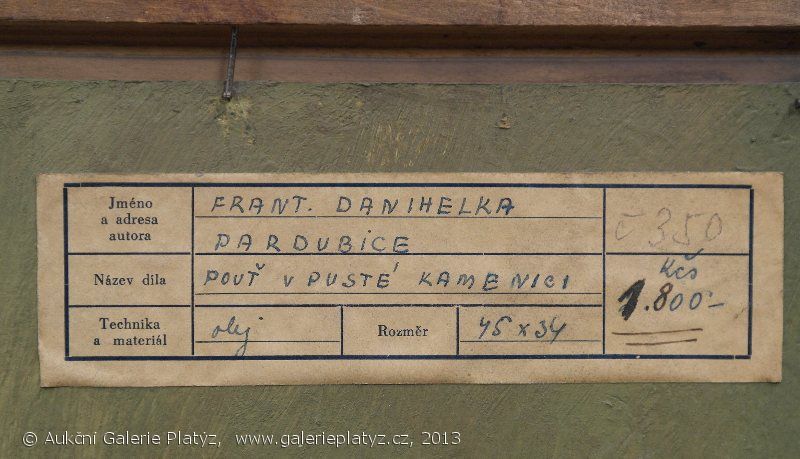 Jméno
a adresa
autora
FRANT. DANIHELKA
PARDUBICE
č 350
Název díla
POUŤ V PUSTÉ KAMENICI
Kčs
1.800-
Technika
a materiál
olej
Rozměr
45 x 34
© Aukční Galerie Platýz, www.galerieplatyz.cz, 2013